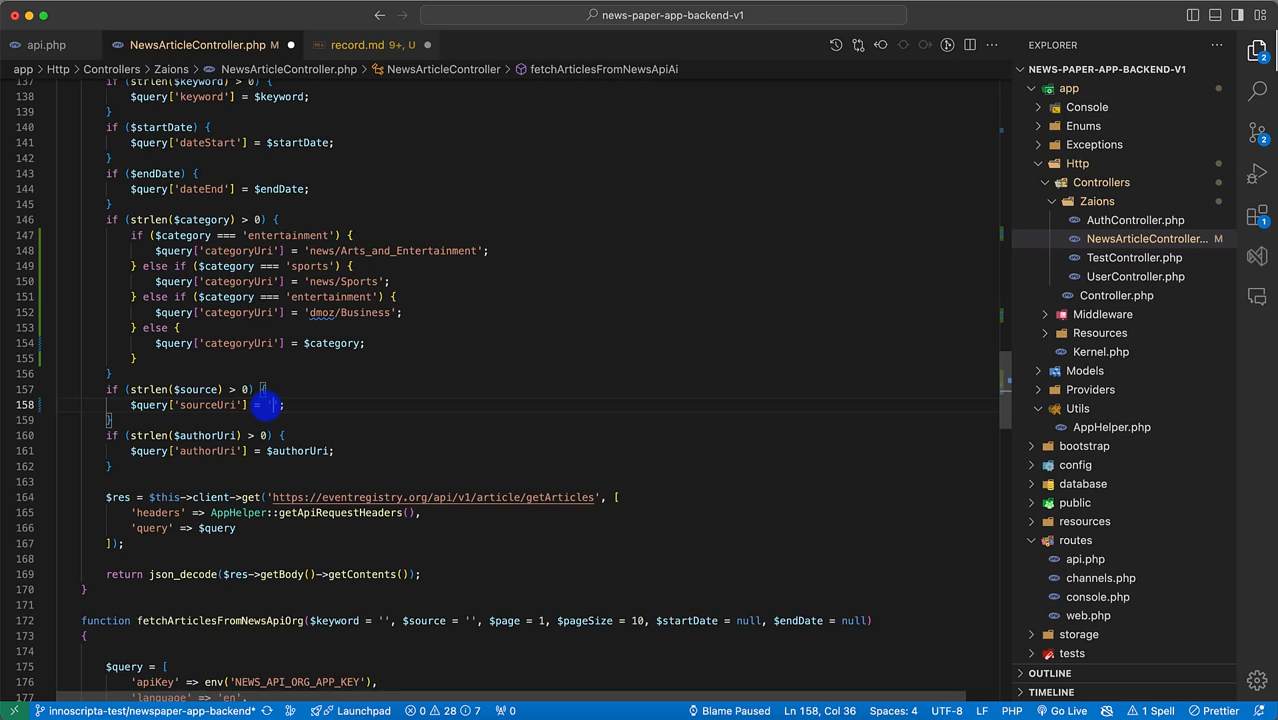 news-paper-app-backend-v1
api.php
NewsArticleController.php M
record.md 9+, U
EXPLORER
app > Http > Controllers > Zaions > NewsArticleController.php > NewsArticleController > fetchArticlesFromNewsApiAi
137 if (strlen($keyword) > 0) {
138 $query['keyword'] = $keyword;
139 }
140 if ($startDate) {
141 $query['dateStart'] = $startDate;
142 }
143 if ($endDate) {
144 $query['dateEnd'] = $endDate;
145 }
146 if (strlen($category) > 0) {
147 if ($category === 'entertainment') {
148 $query['categoryUri'] = 'news/Arts_and_Entertainment';
149 } else if ($category === 'sports') {
150 $query['categoryUri'] = 'news/Sports';
151 } else if ($category === 'entertainment') {
152 $query['categoryUri'] = 'dmoz/Business';
153 } else {
154 $query['categoryUri'] = $category;
155 }
156 }
157 if (strlen($source) > 0) {
158 $query['sourceUri'] = '';
159 }
160 if (strlen($authorUri) > 0) {
161 $query['authorUri'] = $authorUri;
162 }
163
164 $res = $this->client->get('https://eventregistry.org/api/v1/article/getArticles', [
165 'headers' => AppHelper::getApiRequestHeaders(),
166 'query' => $query
167 ]);
168
169 return json_decode($res->getBody()->getContents());
170 }
171
172 function fetchArticlesFromNewsApiOrg($keyword = '', $source = '', $page = 1, $pageSize = 10, $startDate = null, $endDate = null)
173 {
174
175 $query = [
176 'apiKey' => env('NEWS_API_ORG_APP_KEY'),
177 'language' => 'en',
NEWS-PAPER-APP-BACKEND-V1
app
Console
Enums
Exceptions
Http
Controllers
Zaions
AuthController.php
NewsArticleController... M
TestController.php
UserController.php
Controller.php
Middleware
Resources
Kernel.php
Models
Providers
Utils
AppHelper.php
bootstrap
config
database
public
resources
routes
api.php
channels.php
console.php
web.php
storage
tests
OUTLINE
TIMELINE
2
2
1
innoscripta-test/newspaper-app-backend* Launchpad 0 28 7 0 Blame Paused Ln 158, Col 36 Spaces: 4 UTF-8 LF PHP Go Live 1 Spell Prettier